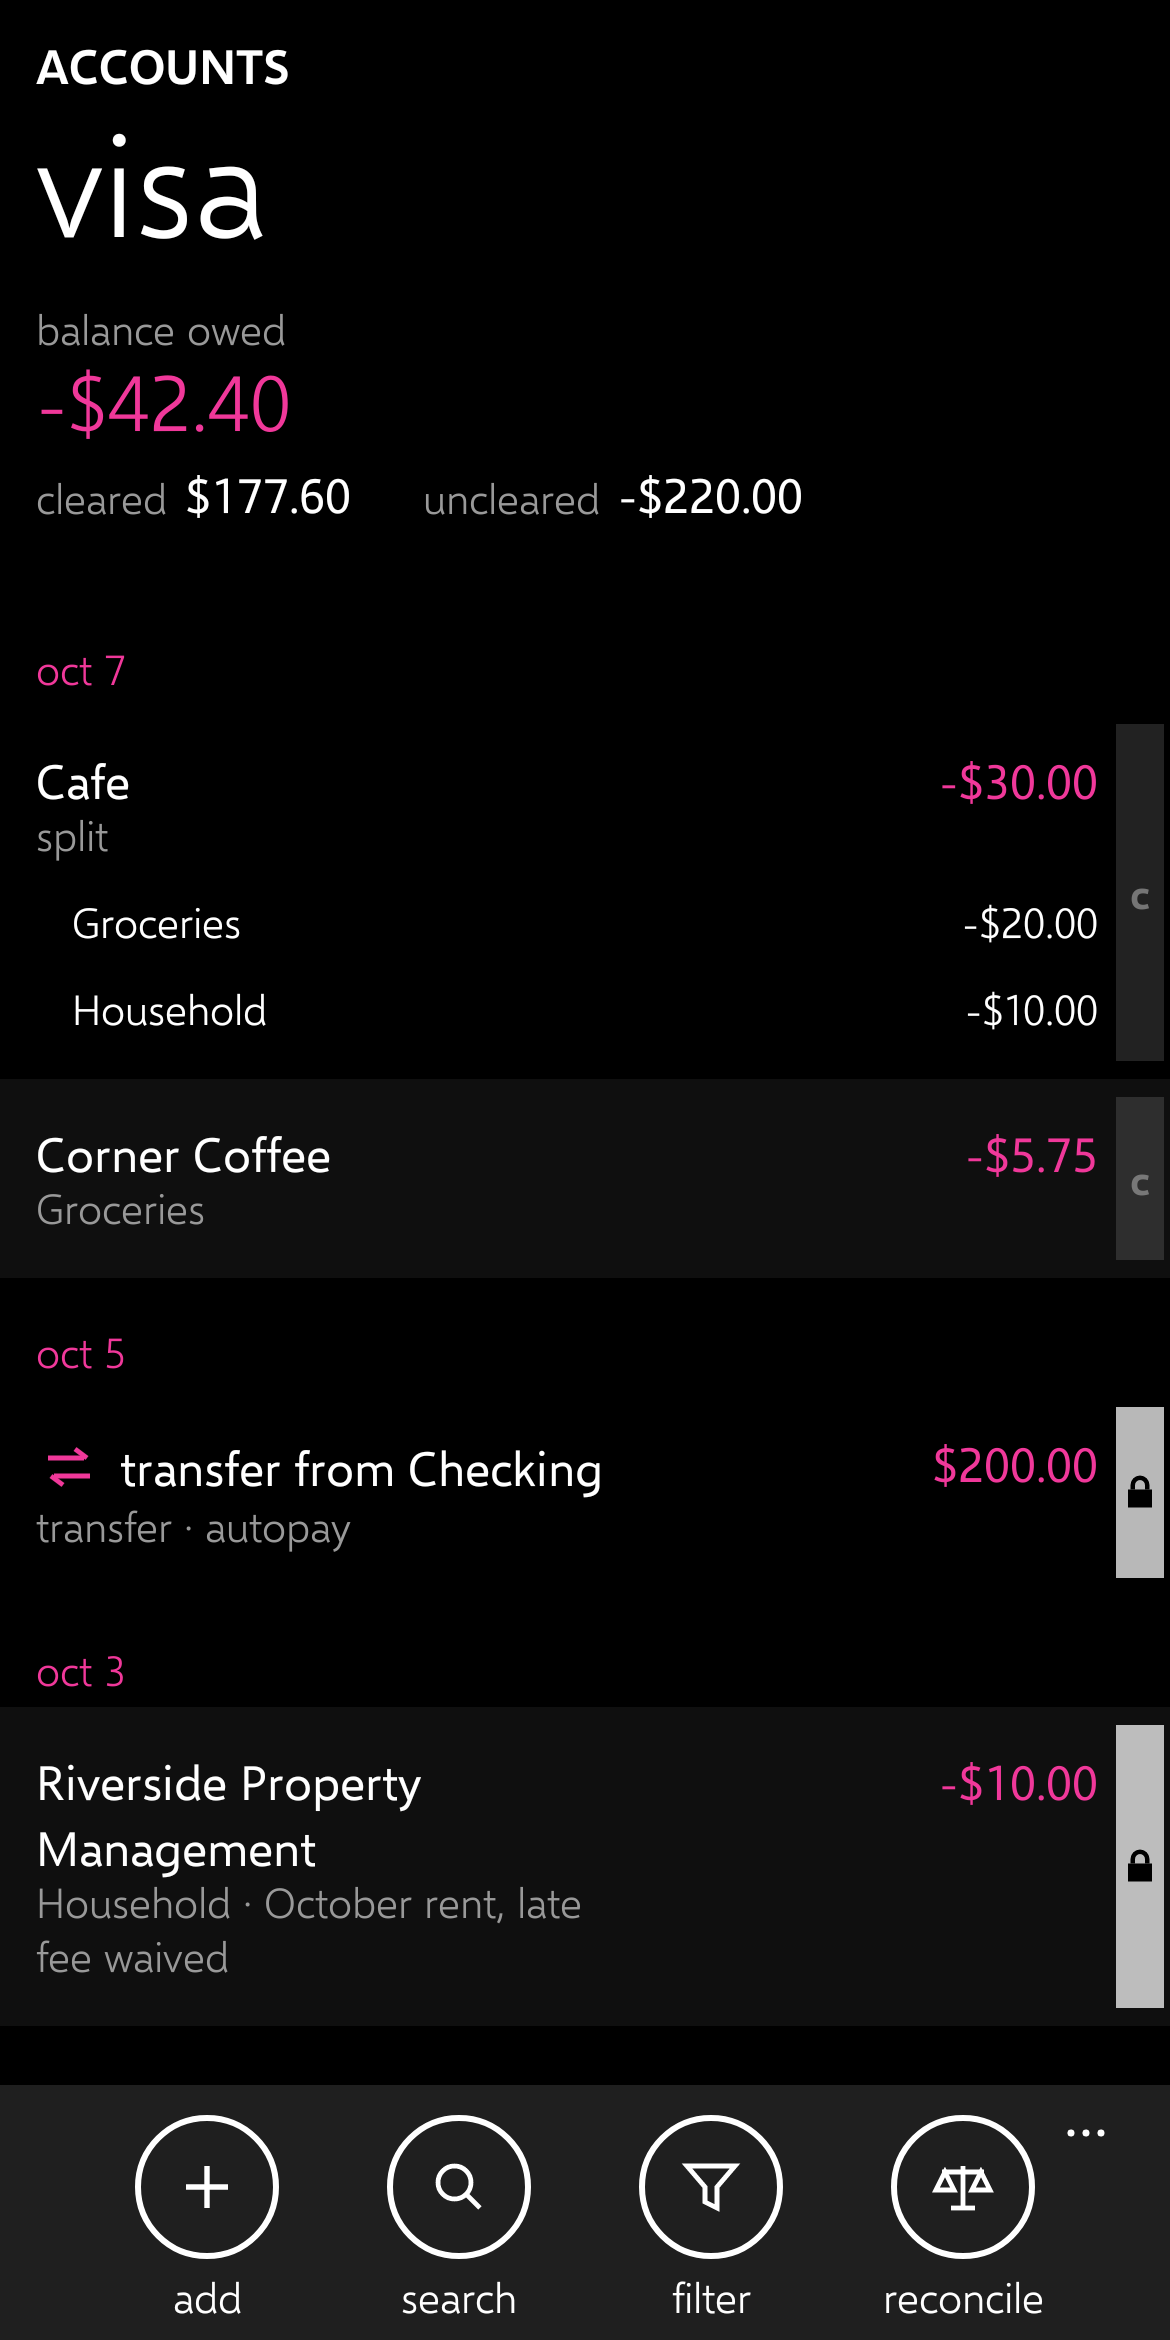 ACCOUNTS
visa
balance owed
-$42.40
cleared $177.60 uncleared -$220.00
oct 7
Cafe -$30.00
split
C
Groceries -$20.00
Household -$10.00
Corner Coffee -$5.75
C
Groceries
oct 5
transfer from Checking $200.00
transfer · autopay
oct 3
Riverside Property -$10.00
Management
Household · October rent, late
fee waived
...
add search filter reconcile